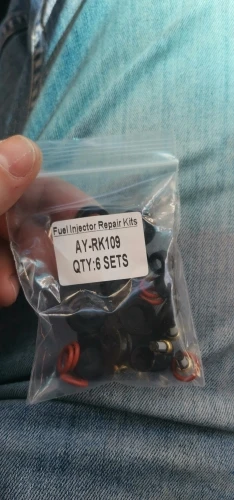 Fuel Injector Repair Kits
AY-RK109
QTY:6 SETS